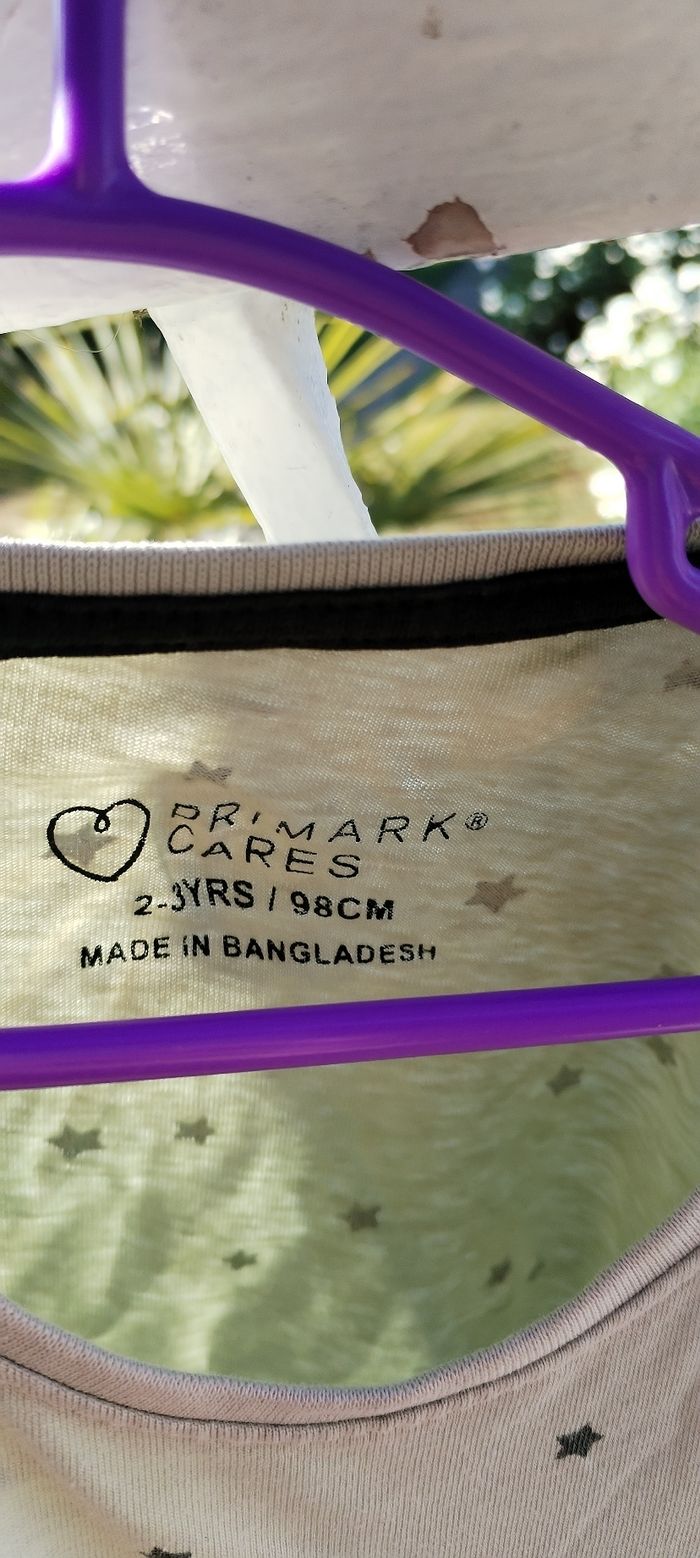 PRIMARK®
CARES
2-3YRS / 98CM
MADE IN BANGLADESH